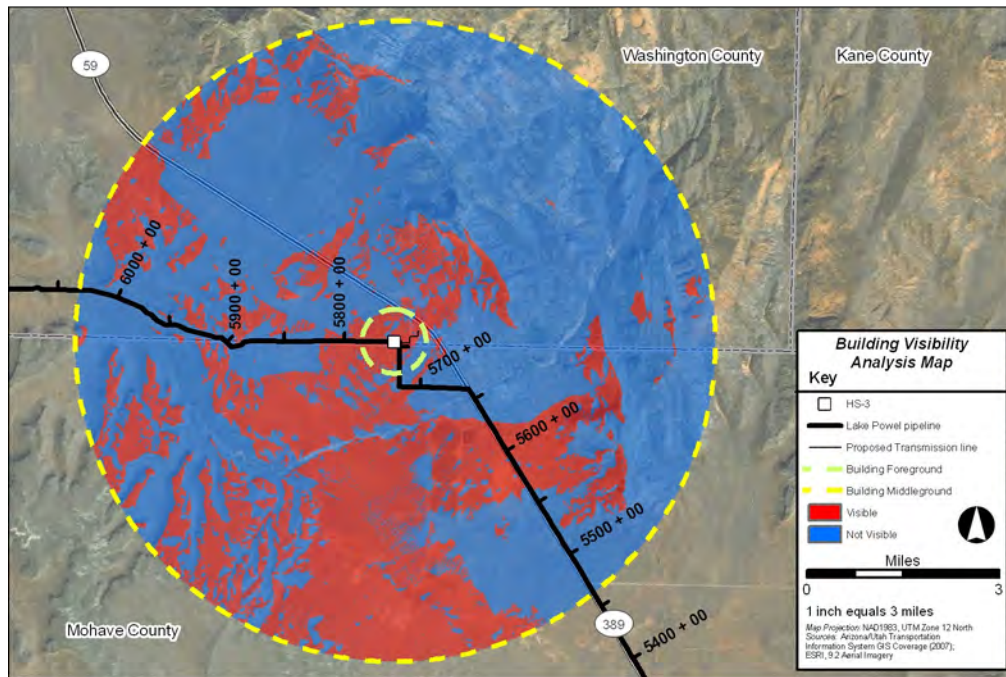 Washington County
Kane County
59
6000 + 00
5900 + 00
5800 + 00
5700 + 00
5600 + 00
5500 + 00
389
5400 + 00
Mohave County
Building Visibility
Analysis Map
Key
HS-3
Lake Powel pipeline
Proposed Transmission line
Building Foreground
Building Middleground
Visible
Not Visible
Miles
0 3
1 inch equals 3 miles
Map Projection: NAD1983, UTM Zone 12 North
Sources: Arizona/Utah Transportation
Information System GIS Coverage (2007);
ESRI, 9.2 Aerial Imagery